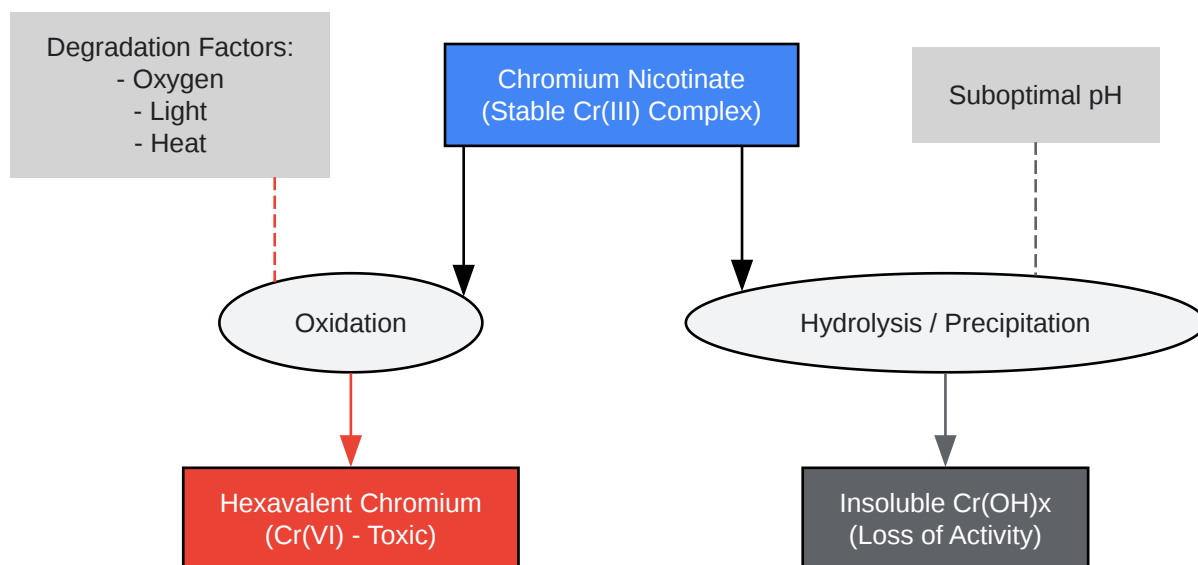 Degradation Factors:
- Oxygen
- Light
- Heat
Chromium Nicotinate
(Stable Cr(III) Complex)
Suboptimal pH
Oxidation
Hydrolysis / Precipitation
Hexavalent Chromium
(Cr(VI) - Toxic)
Insoluble Cr(OH)x
(Loss of Activity)